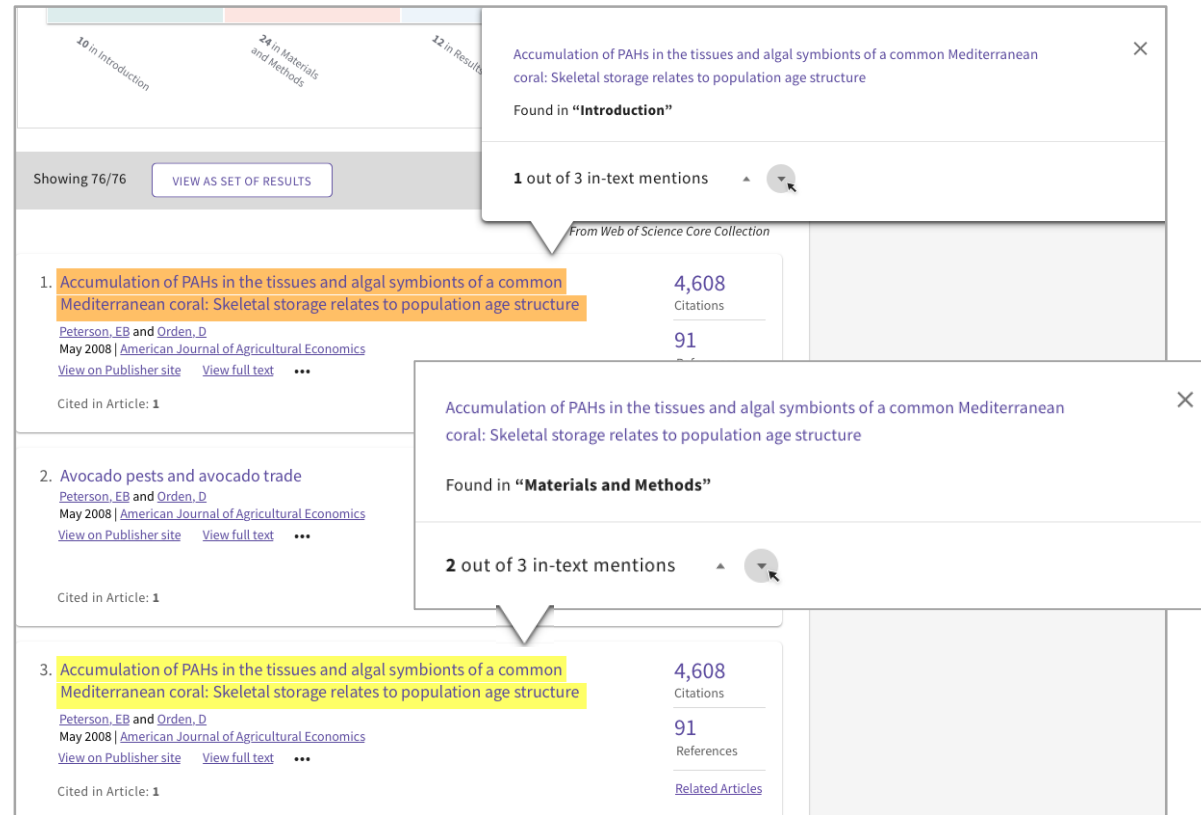 10 in Introduction
24 in Materials
and Methods
12 in Results
Accumulation of PAHs in the tissues and algal symbionts of a common Mediterranean
coral: Skeletal storage relates to population age structure
Found in “Introduction”
1 out of 3 in-text mentions
Showing 76/76
VIEW AS SET OF RESULTS
From Web of Science Core Collection
1. Accumulation of PAHs in the tissues and algal symbionts of a common
Mediterranean coral: Skeletal storage relates to population age structure
Peterson, EB and Orden, D
May 2008 | American Journal of Agricultural Economics
View on Publisher site View full text •••
Cited in Article: 1
4,608
Citations
91
Accumulation of PAHs in the tissues and algal symbionts of a common Mediterranean
coral: Skeletal storage relates to population age structure
Found in “Materials and Methods”
2 out of 3 in-text mentions
2. Avocado pests and avocado trade
Peterson, EB and Orden, D
May 2008 | American Journal of Agricultural Economics
View on Publisher site View full text •••
Cited in Article: 1
3. Accumulation of PAHs in the tissues and algal symbionts of a common
Mediterranean coral: Skeletal storage relates to population age structure
Peterson, EB and Orden, D
May 2008 | American Journal of Agricultural Economics
View on Publisher site View full text •••
Cited in Article: 1
4,608
Citations
91
References
Related Articles